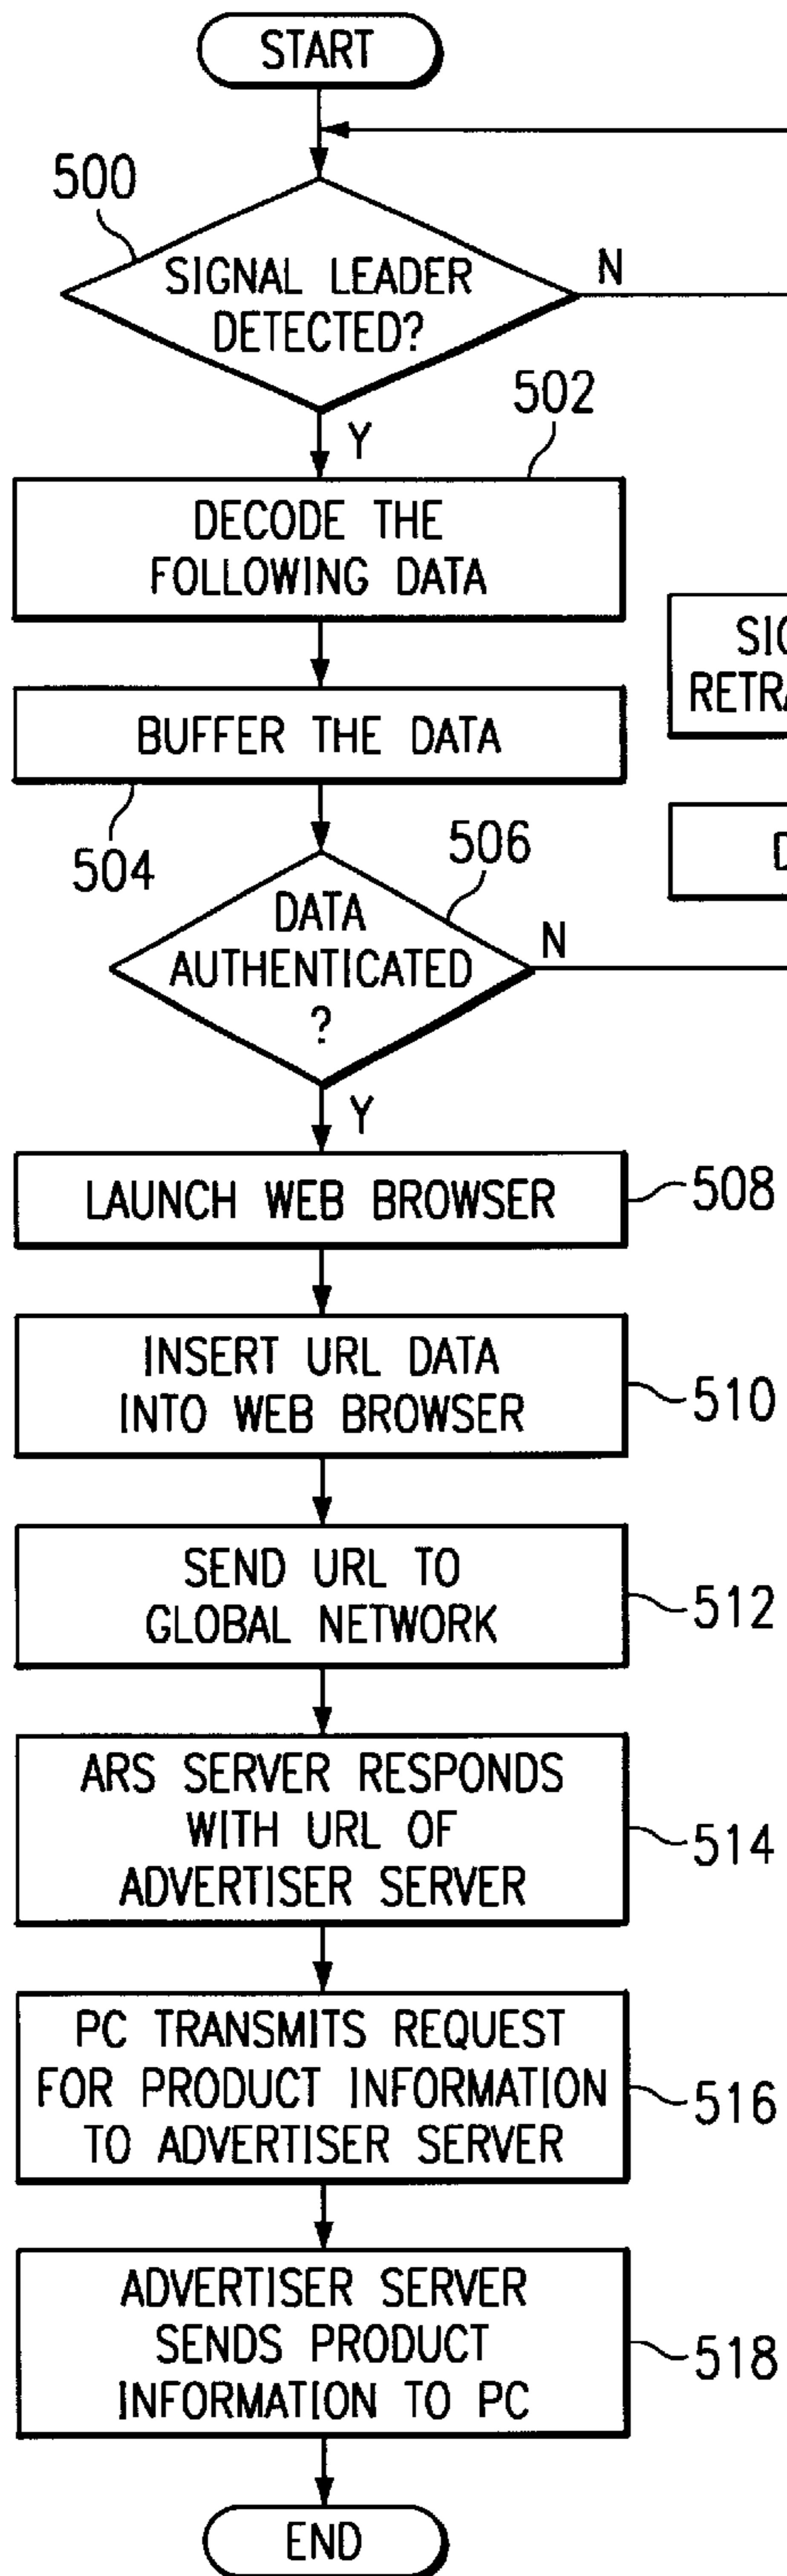 START
500
SIGNAL LEADER
DETECTED?
N
Y
502
DECODE THE
FOLLOWING DATA
BUFFER THE DATA
504
506
DATA
AUTHENTICATED
?
N
Y
LAUNCH WEB BROWSER
508
INSERT URL DATA
INTO WEB BROWSER
510
SEND URL TO
GLOBAL NETWORK
512
ARS SERVER RESPONDS
WITH URL OF
ADVERTISER SERVER
514
PC TRANSMITS REQUEST
FOR PRODUCT INFORMATION
TO ADVERTISER SERVER
516
ADVERTISER SERVER
SENDS PRODUCT
INFORMATION TO PC
518
END